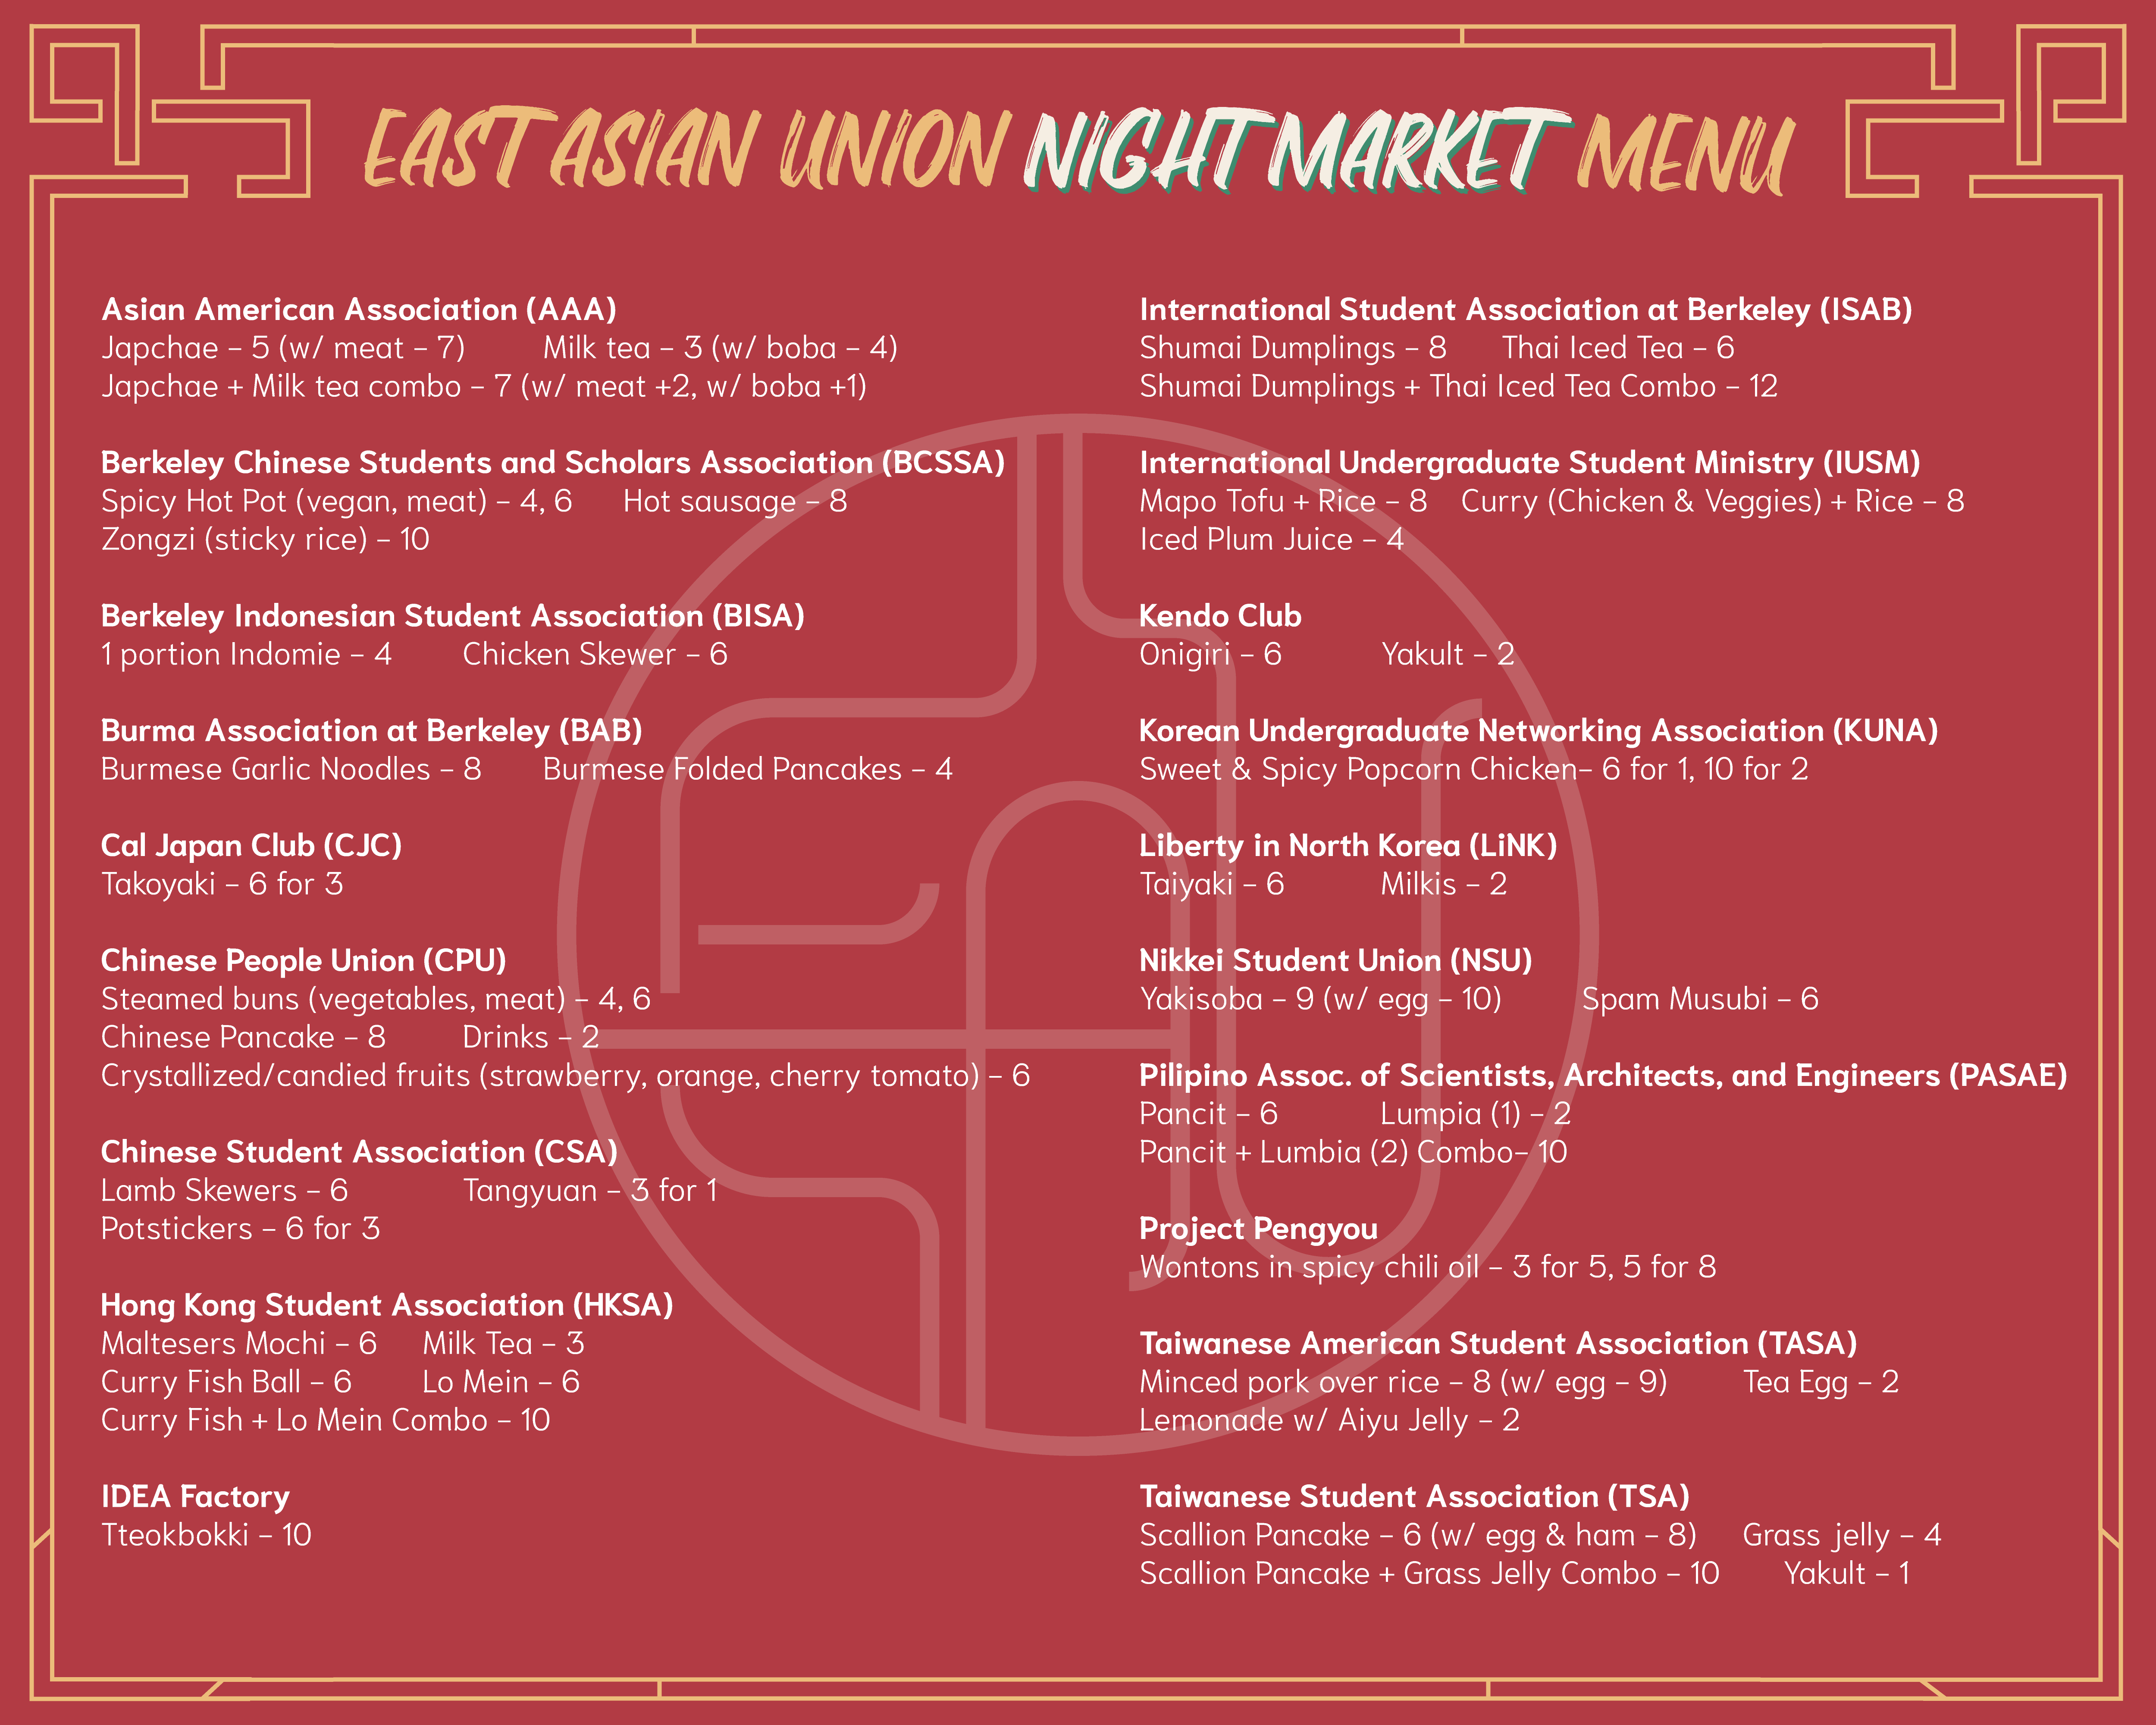 EAST ASIAN UNION NIGHT MARKET MENU
Asian American Association (AAA)
Japchae - 5 (w/ meat - 7) Milk tea - 3 (w/ boba - 4)
Japchae + Milk tea combo - 7 (w/ meat +2, w/ boba +1)
Berkeley Chinese Students and Scholars Association (BCSSA)
Spicy Hot Pot (vegan, meat) - 4, 6 Hot sausage - 8
Zongzi (sticky rice) - 10
Berkeley Indonesian Student Association (BISA)
1 portion Indomie - 4 Chicken Skewer - 6
Burma Association at Berkeley (BAB)
Burmese Garlic Noodles - 8 Burmese Folded Pancakes - 4
Cal Japan Club (CJC)
Takoyaki - 6 for 3
Chinese People Union (CPU)
Steamed buns (vegetables, meat) - 4, 6
Chinese Pancake - 8 Drinks - 2
Crystallized/candied fruits (strawberry, orange, cherry tomato) - 6
Chinese Student Association (CSA)
Lamb Skewers - 6 Tangyuan - 3 for 1
Potstickers - 6 for 3
Hong Kong Student Association (HKSA)
Maltesers Mochi - 6 Milk Tea - 3
Curry Fish Ball - 6 Lo Mein - 6
Curry Fish + Lo Mein Combo - 10
IDEA Factory
Tteokbokki - 10
International Student Association at Berkeley (ISAB)
Shumai Dumplings - 8 Thai Iced Tea - 6
Shumai Dumplings + Thai Iced Tea Combo - 12
International Undergraduate Student Ministry (IUSM)
Mapo Tofu + Rice - 8 Curry (Chicken & Veggies) + Rice - 8
Iced Plum Juice - 4
Kendo Club
Onigiri - 6 Yakult - 2
Korean Undergraduate Networking Association (KUNA)
Sweet & Spicy Popcorn Chicken- 6 for 1, 10 for 2
Liberty in North Korea (LiNK)
Taiyaki - 6 Milkis - 2
Nikkei Student Union (NSU)
Yakisoba - 9 (w/ egg - 10) Spam Musubi - 6
Pilipino Assoc. of Scientists, Architects, and Engineers (PASAE)
Pancit - 6 Lumpia (1) - 2
Pancit + Lumbia (2) Combo- 10
Project Pengyou
Wontons in spicy chili oil - 3 for 5, 5 for 8
Taiwanese American Student Association (TASA)
Minced pork over rice - 8 (w/ egg - 9) Tea Egg - 2
Lemonade w/ Aiyu Jelly - 2
Taiwanese Student Association (TSA)
Scallion Pancake - 6 (w/ egg & ham - 8) Grass jelly - 4
Scallion Pancake + Grass Jelly Combo - 10 Yakult - 1